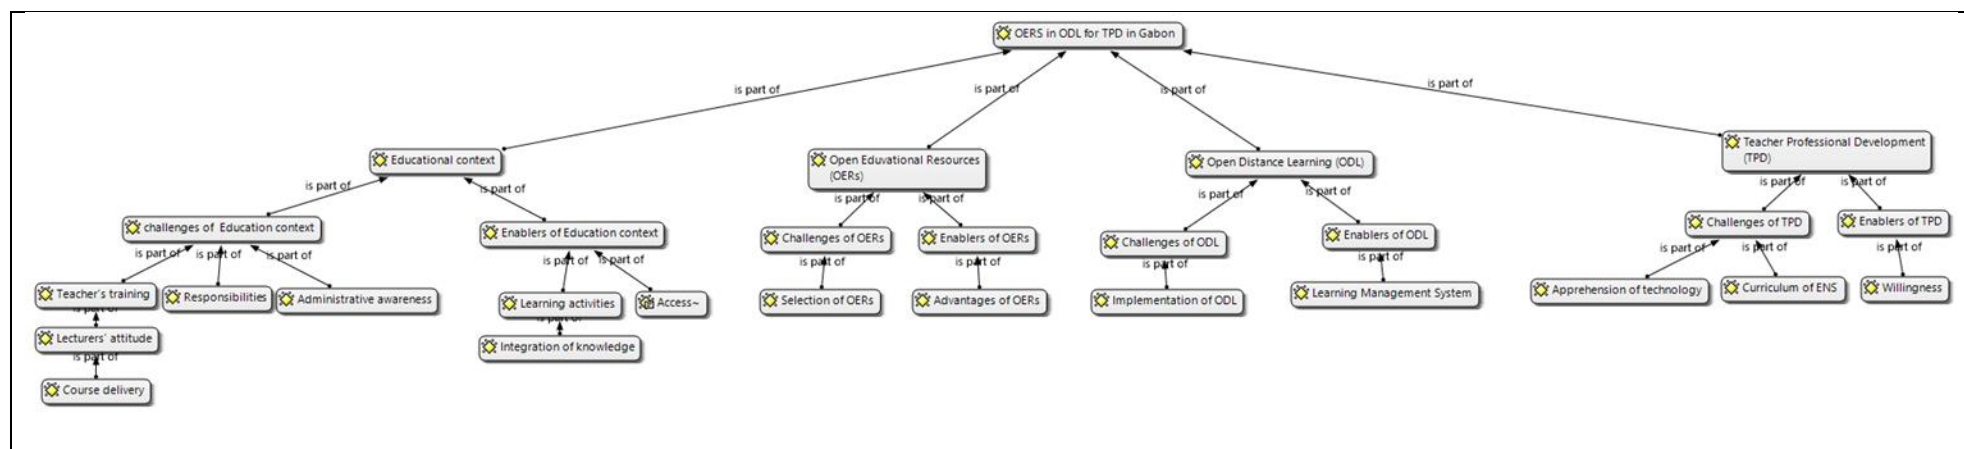 OERS in ODL for TPD in Gabon
is part of
is part of
is part of
is part of
Educational context
Open Eduvational Resources
(OERs)
Open Distance Learning (ODL)
Teacher Professional Development
(TPD)
is part of
is part of
is part of
is part of
is part of
is part of
is part of
is part of
challenges of Education context
Enablers of Education context
Challenges of OERs
Enablers of OERs
Challenges of ODL
Enablers of ODL
Challenges of TPD
Enablers of TPD
is part of
is part of
is part of
is part of
is part of
is part of
is part of
is part of
is part of
is part of
is part of
is part of
Teacher's training
Responsibilities
Administrative awareness
Learning activities
Access~
Selection of OERs
Advantages of OERs
Implementation of ODL
Learning Management System
Apprehension of technology
Curriculum of ENS
Willingness
is part of
is part of
Lecturers' attitude
Integration of knowledge
is part of
Course delivery